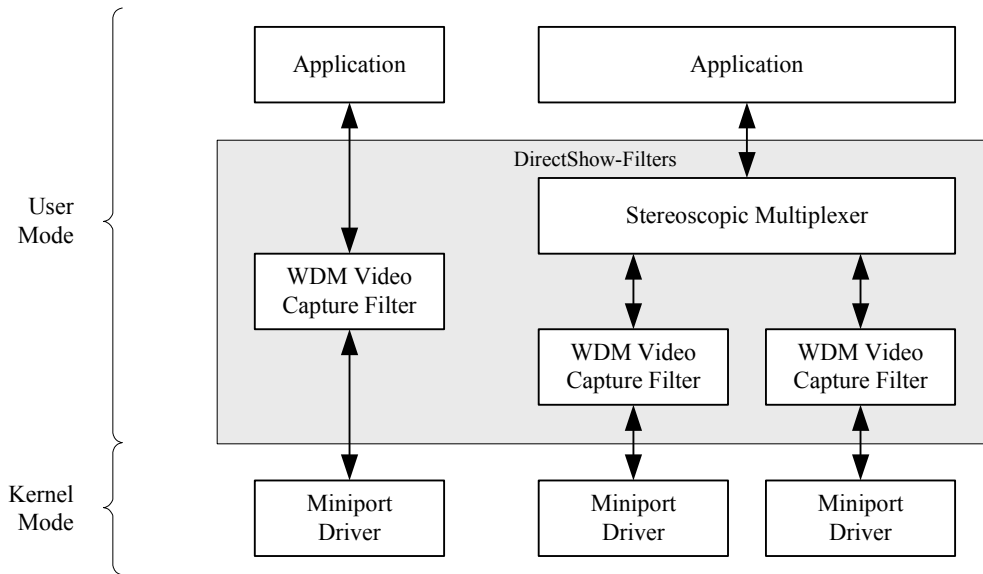 Application
Application
DirectShow-Filters
User
Mode
Stereoscopic Multiplexer
WDM Video
Capture Filter
WDM Video
Capture Filter
WDM Video
Capture Filter
Kernel
Mode
Miniport
Driver
Miniport
Driver
Miniport
Driver